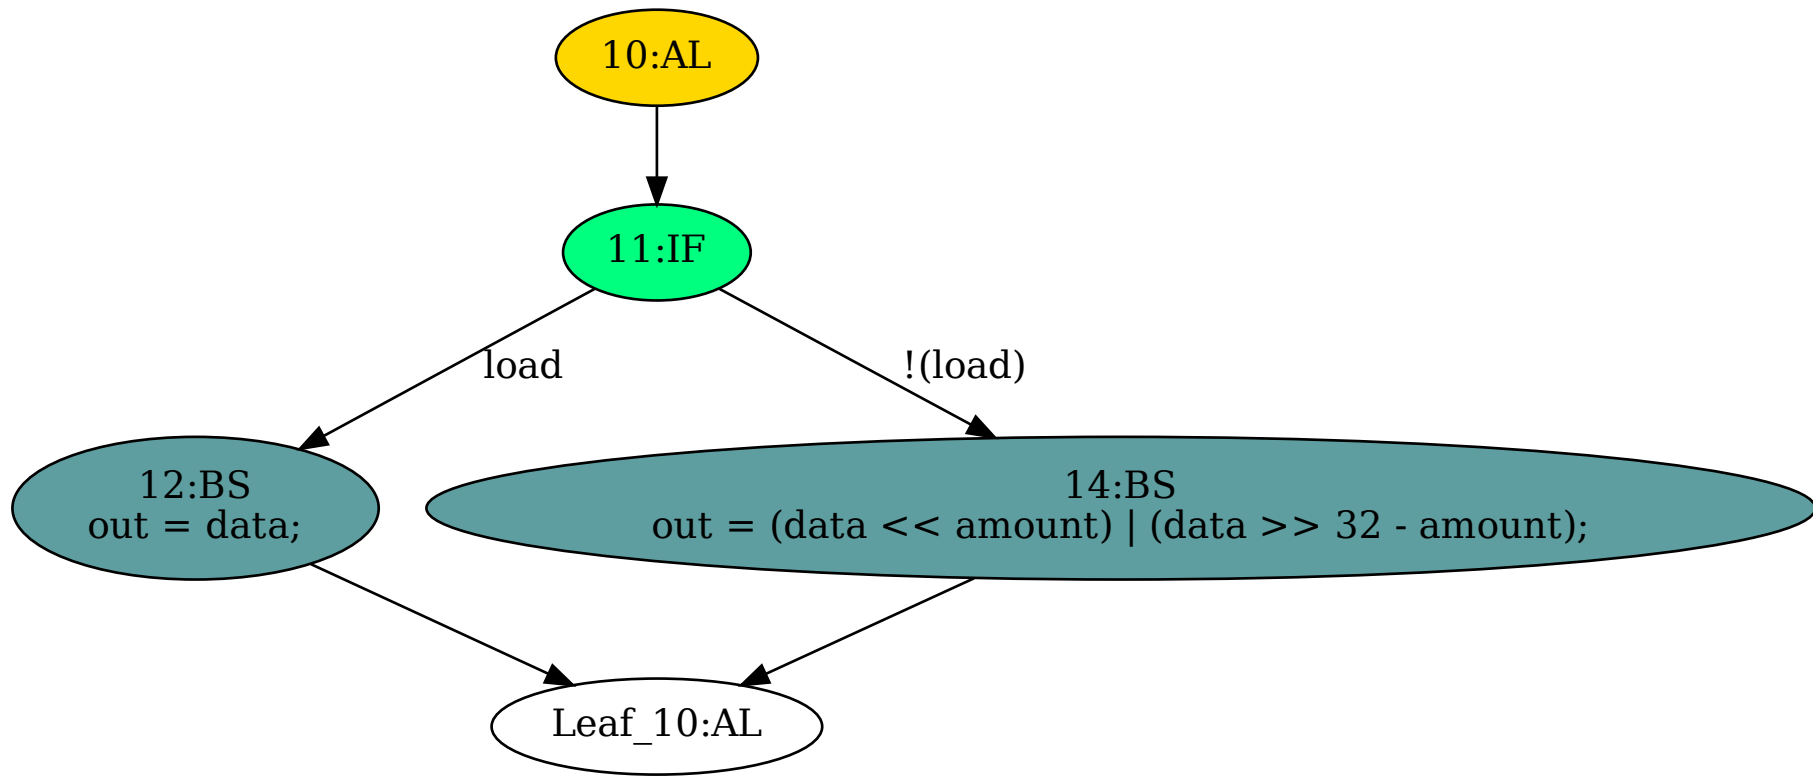 10:AL
11:IF
load
!(load)
12:BS
out = data;
14:BS
out = (data << amount) | (data >> 32 - amount);
Leaf_10:AL